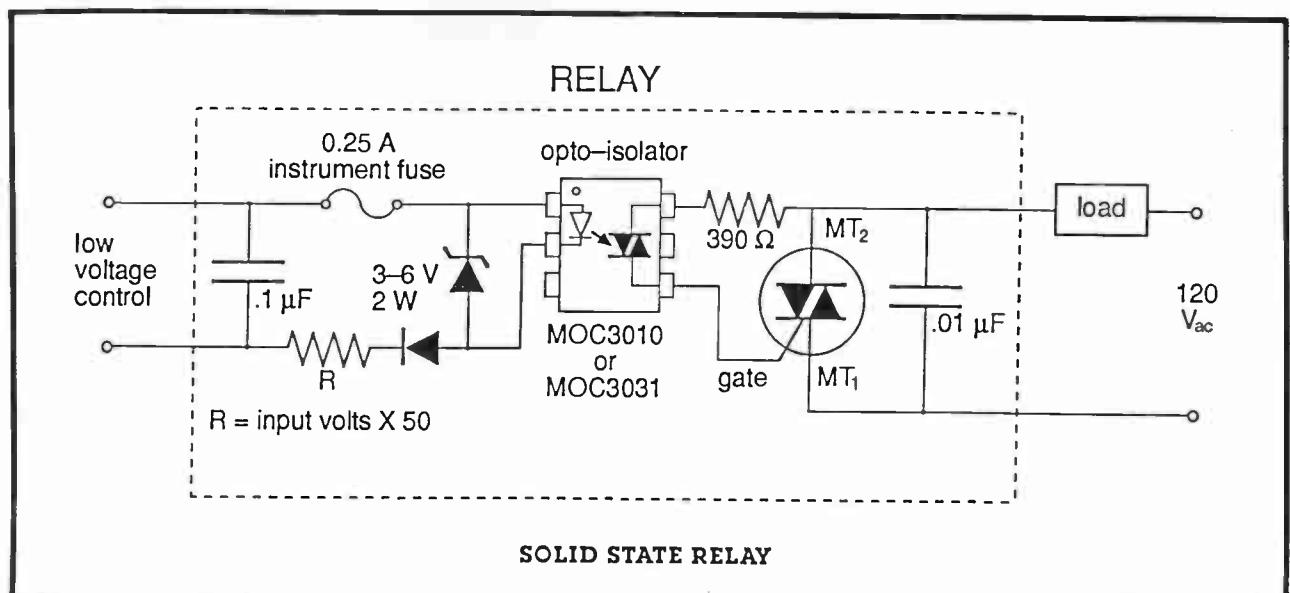 RELAY
0.25 A
instrument fuse
opto–isolator
low
voltage
control
.1 µF
3–6 V
2 W
R
R = input volts X 50
MOC3010
or
MOC3031
390 Ω
MT₂
gate
MT₁
.01 µF
load
120
Vac
SOLID STATE RELAY